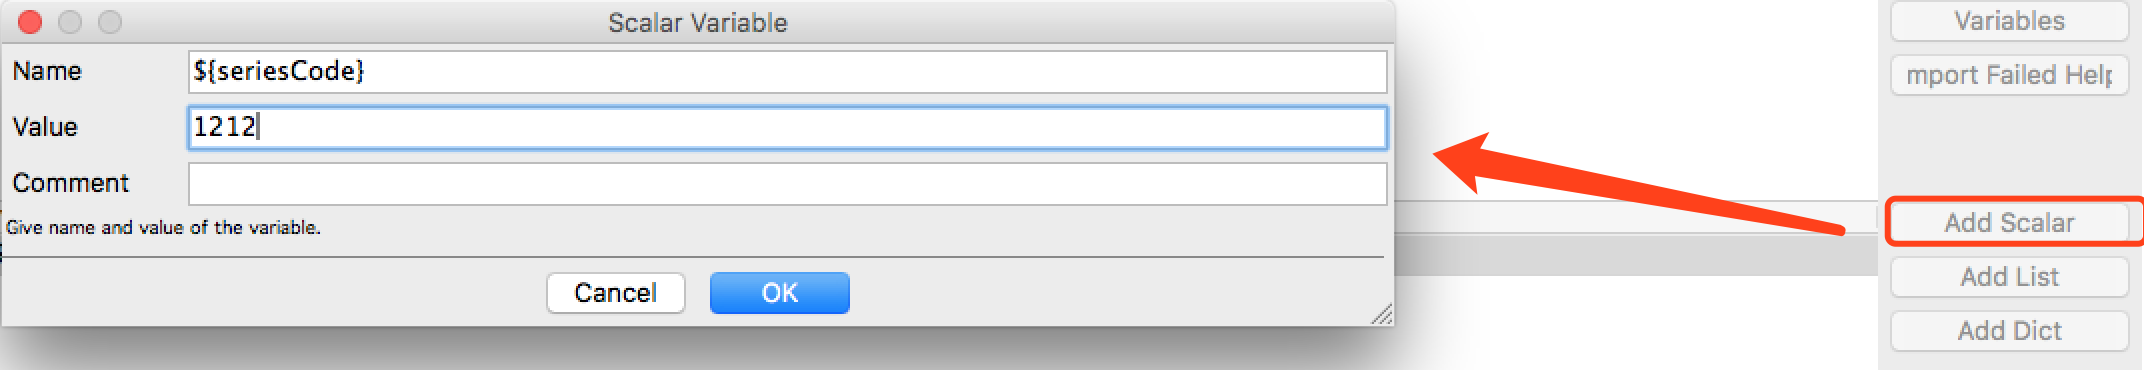 Scalar Variable
Name
${seriesCode}
Value
1212
Comment
Give name and value of the variable.
Cancel
OK
Variables
mport Failed Help
Add Scalar
Add List
Add Dict